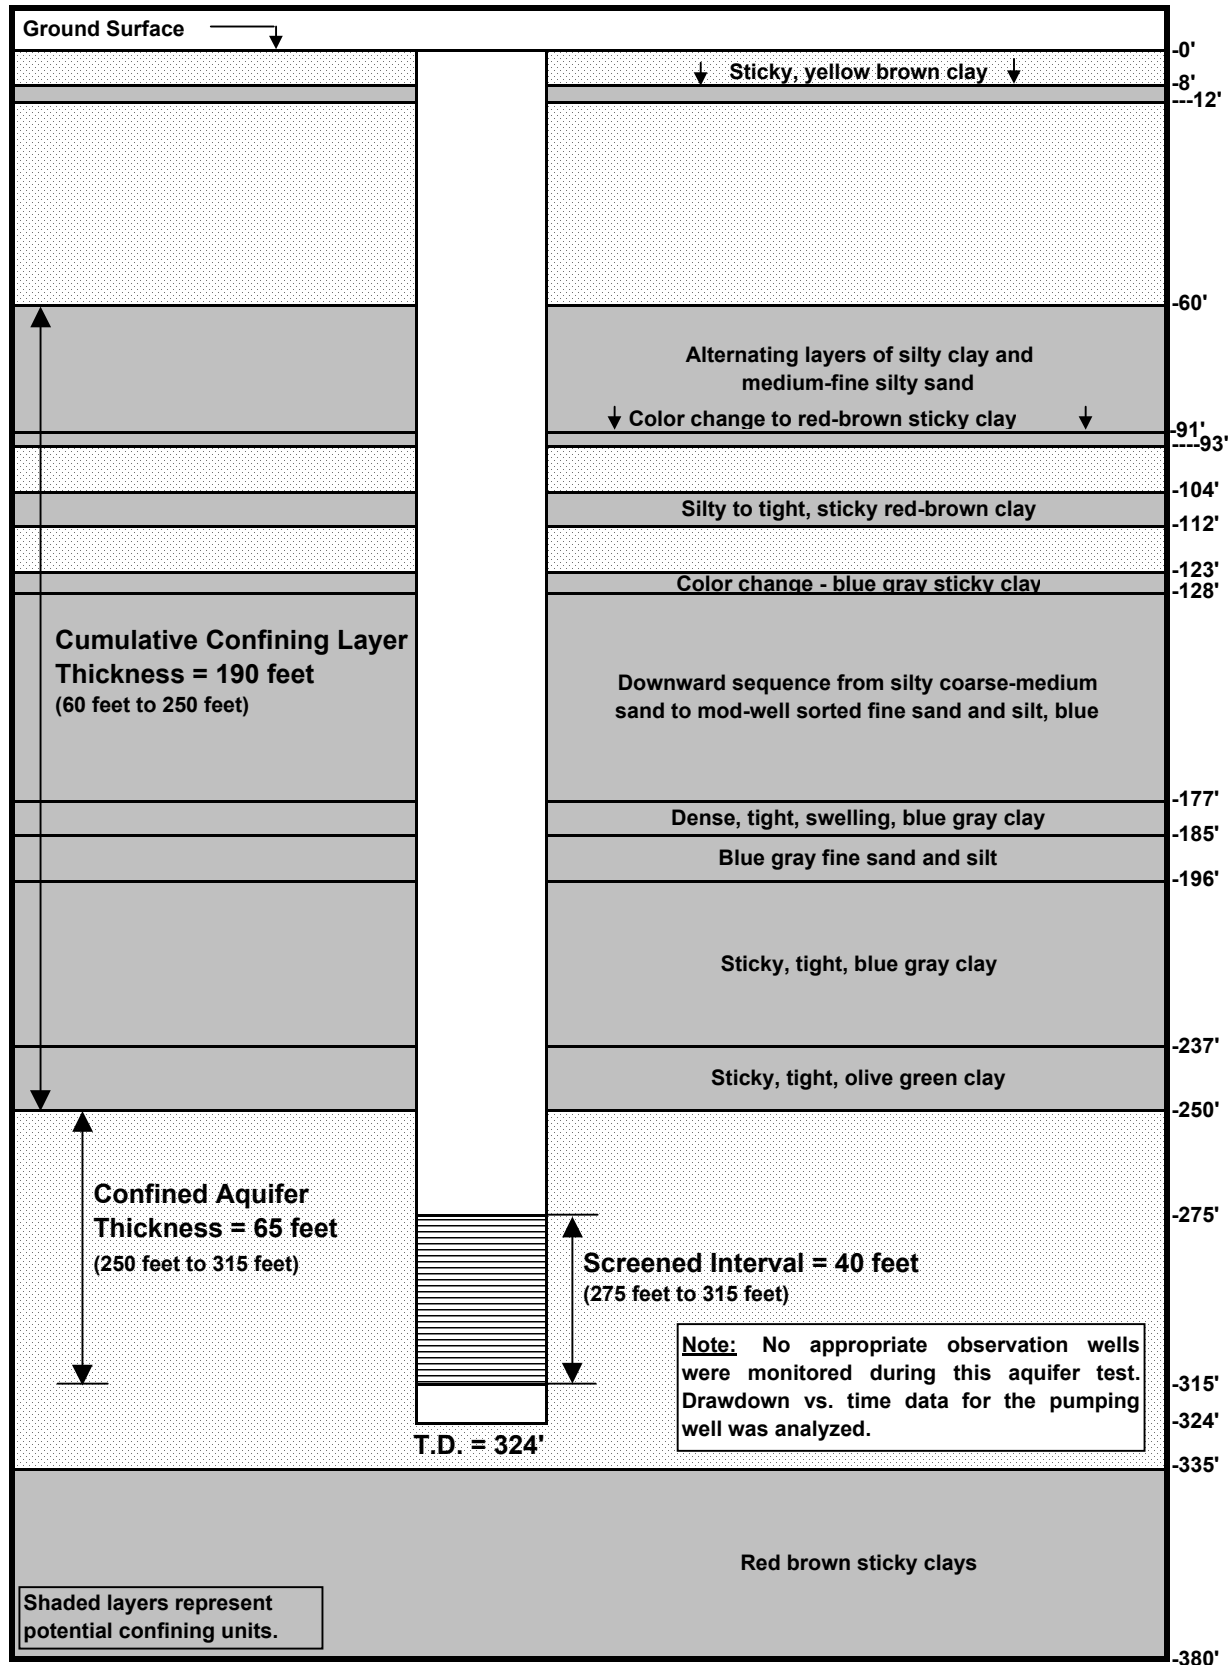 Ground Surface
-0'
Sticky, yellow brown clay
-8'
---12'
-60'
Alternating layers of silty clay and
medium-fine silty sand
Color change to red-brown sticky clay
-91'
----93'
-104'
Silty to tight, sticky red-brown clay
-112'
-123'
Color change - blue gray sticky clay
-128'
Cumulative Confining Layer
Thickness = 190 feet
(60 feet to 250 feet)
Downward sequence from silty coarse-medium
sand to mod-well sorted fine sand and silt, blue
-177'
Dense, tight, swelling, blue gray clay
-185'
Blue gray fine sand and silt
-196'
Sticky, tight, blue gray clay
-237'
Sticky, tight, olive green clay
-250'
Confined Aquifer
Thickness = 65 feet
(250 feet to 315 feet)
-275'
Screened Interval = 40 feet
(275 feet to 315 feet)
Note: No appropriate observation wells
were monitored during this aquifer test.
Drawdown vs. time data for the pumping
well was analyzed.
-315'
-324'
T.D. = 324'
-335'
Red brown sticky clays
Shaded layers represent
potential confining units.
-380'